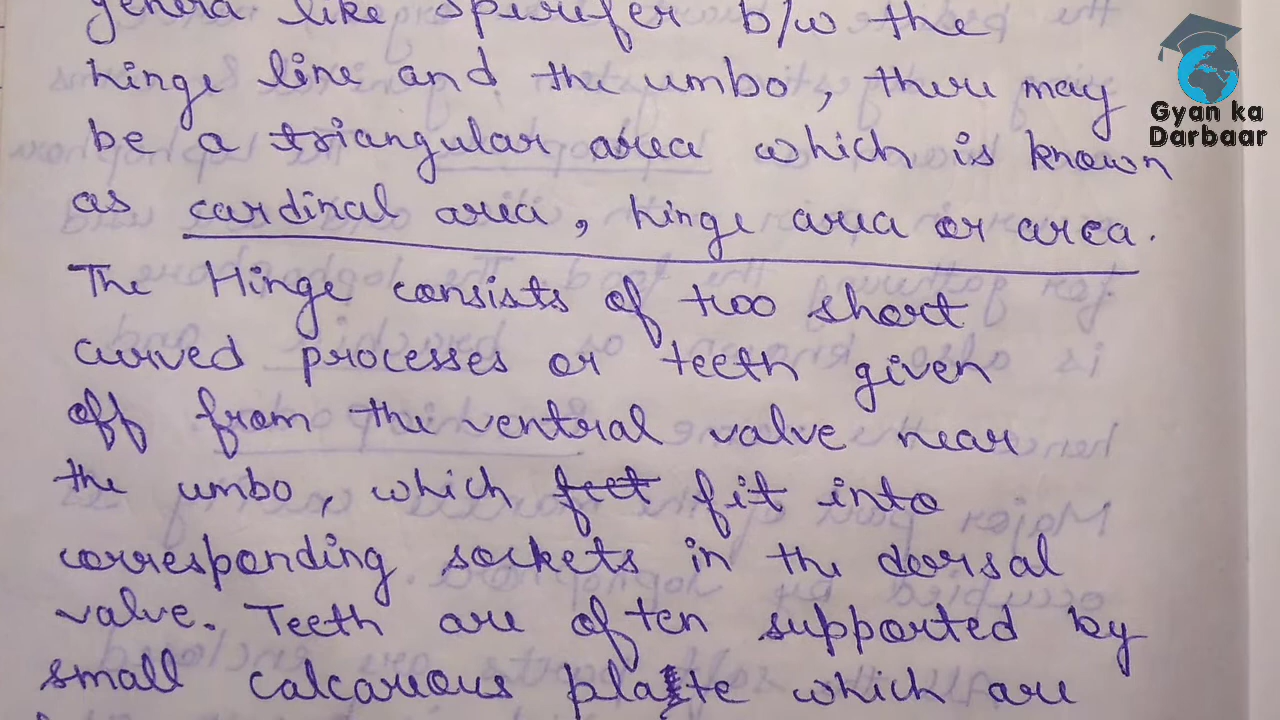 genera like Spirifer b/w the
hinge line and the umbo, there may
be a triangular area which is known
as cardinal area, hinge area or area.
The Hinge consists of two short
curved processes or teeth given
off from the ventral valve near
the umbo, which feet fit into
corresponding sockets in the dorsal
valve. Teeth are often supported by
small calcareous plate which are
Gyan ka
Darbaar